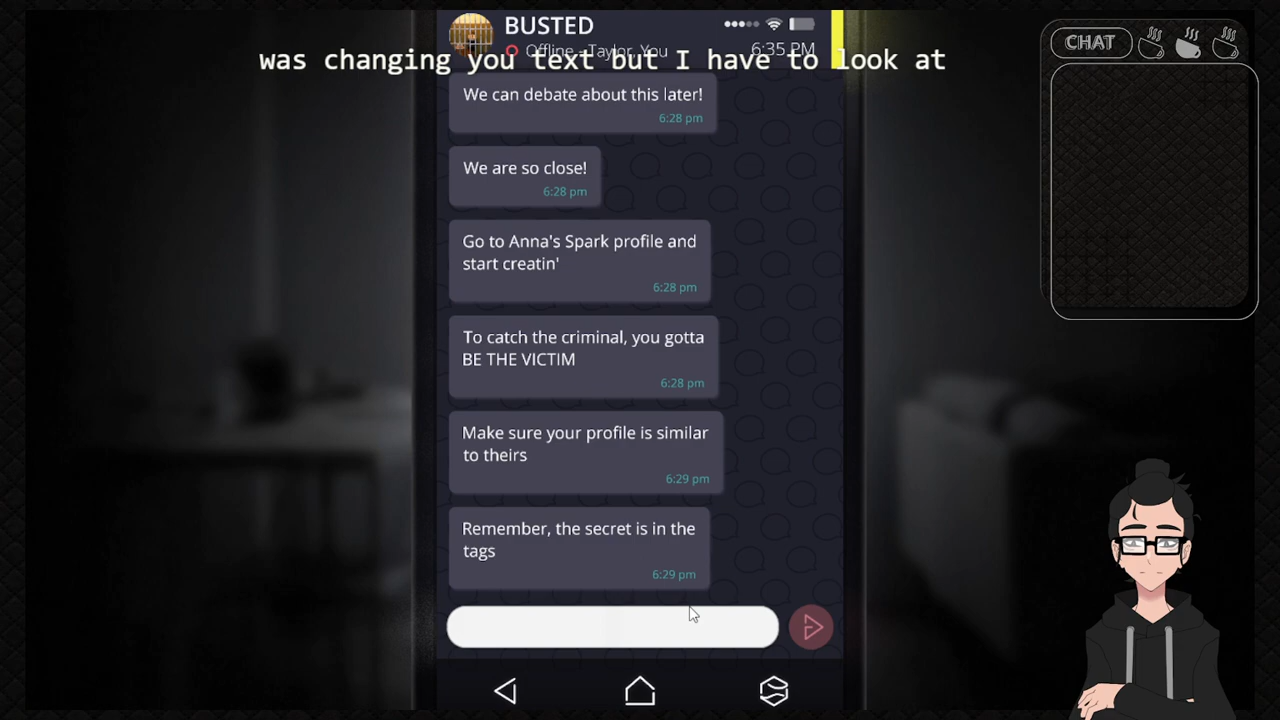 BUSTED
Offline - Taylor, You
6:35 PM
was changing you text but I have to look at
CHAT
We can debate about this later!
6:28 pm
We are so close!
6:28 pm
Go to Anna's Spark profile and
start creatin'
6:28 pm
To catch the criminal, you gotta
BE THE VICTIM
6:28 pm
Make sure your profile is similar
to theirs
6:29 pm
Remember, the secret is in the
tags
6:29 pm